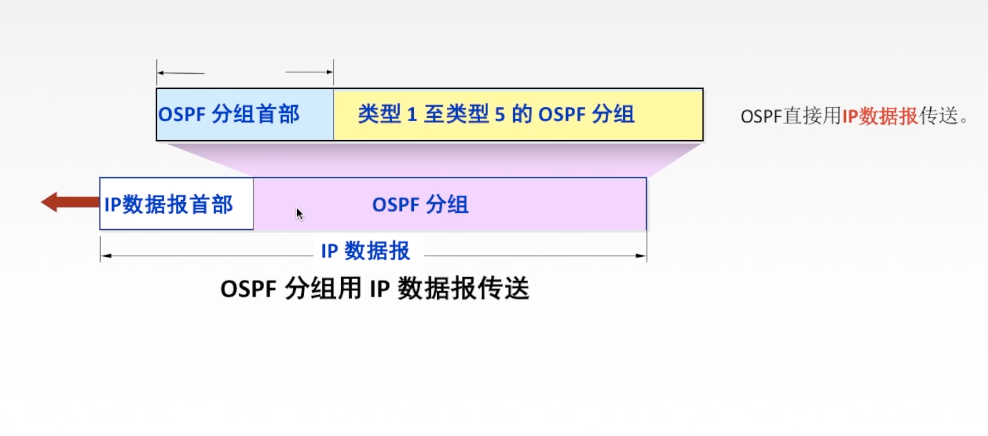 OSPF 分组首部
类型 1 至类型 5 的 OSPF 分组
OSPF直接用IP数据报传送。
IP数据报首部
OSPF 分组
IP 数据报
OSPF 分组用 IP 数据报传送